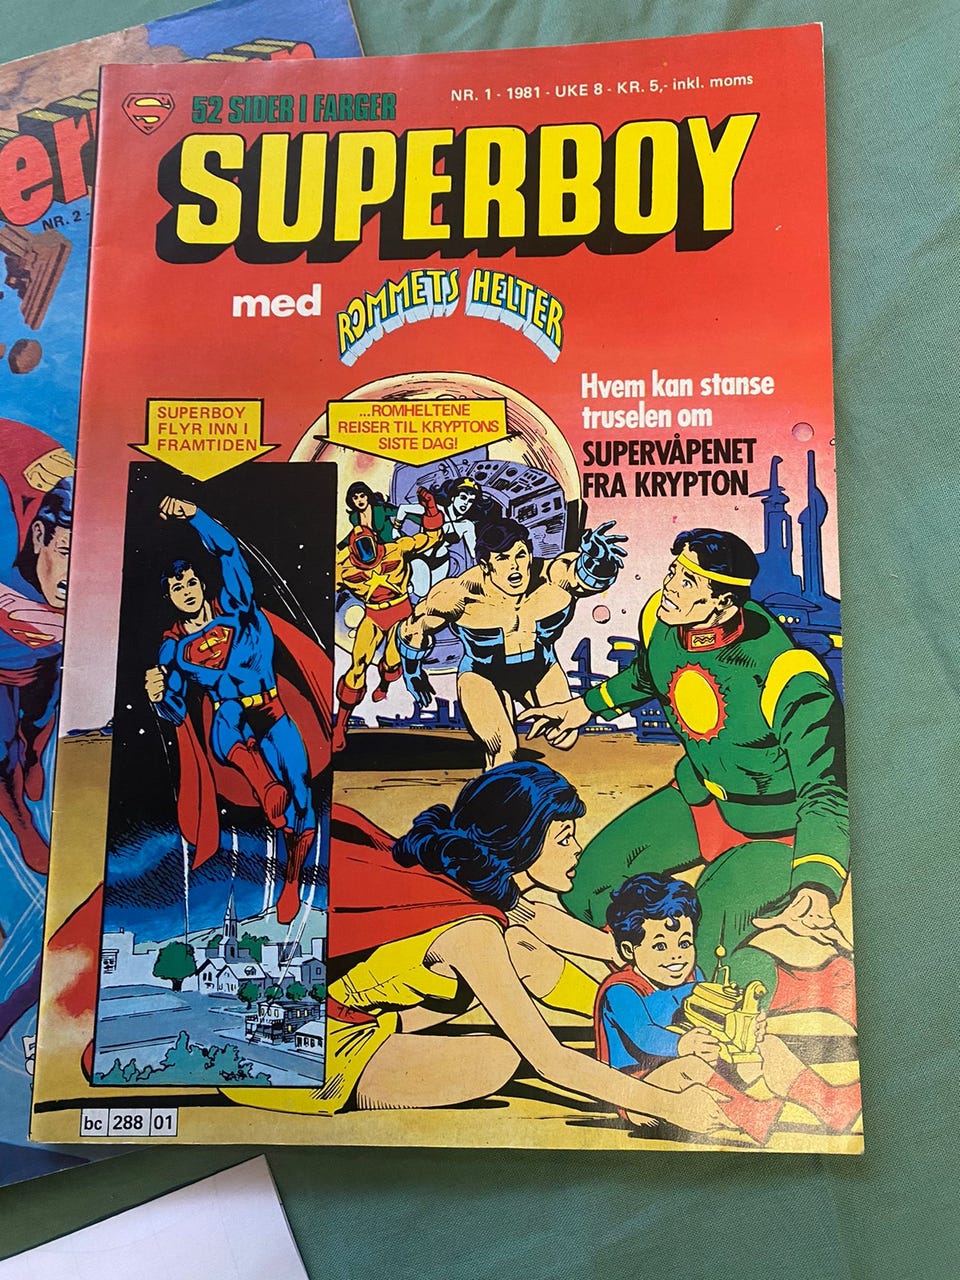 52 SIDER I FARGER
NR. 1 - 1981 - UKE 8 - KR. 5,- inkl. moms
SUPERBOY
med ROMMETS HELTER
Hvem kan stanse
truselen om
SUPERVÅPENET
FRA KRYPTON
SUPERBOY
FLYR INN I
FRAMTIDEN
...ROMHELTENE
REISER TIL KRYPTONS
SISTE DAG!
bc 288 01
er
NR. 2 -